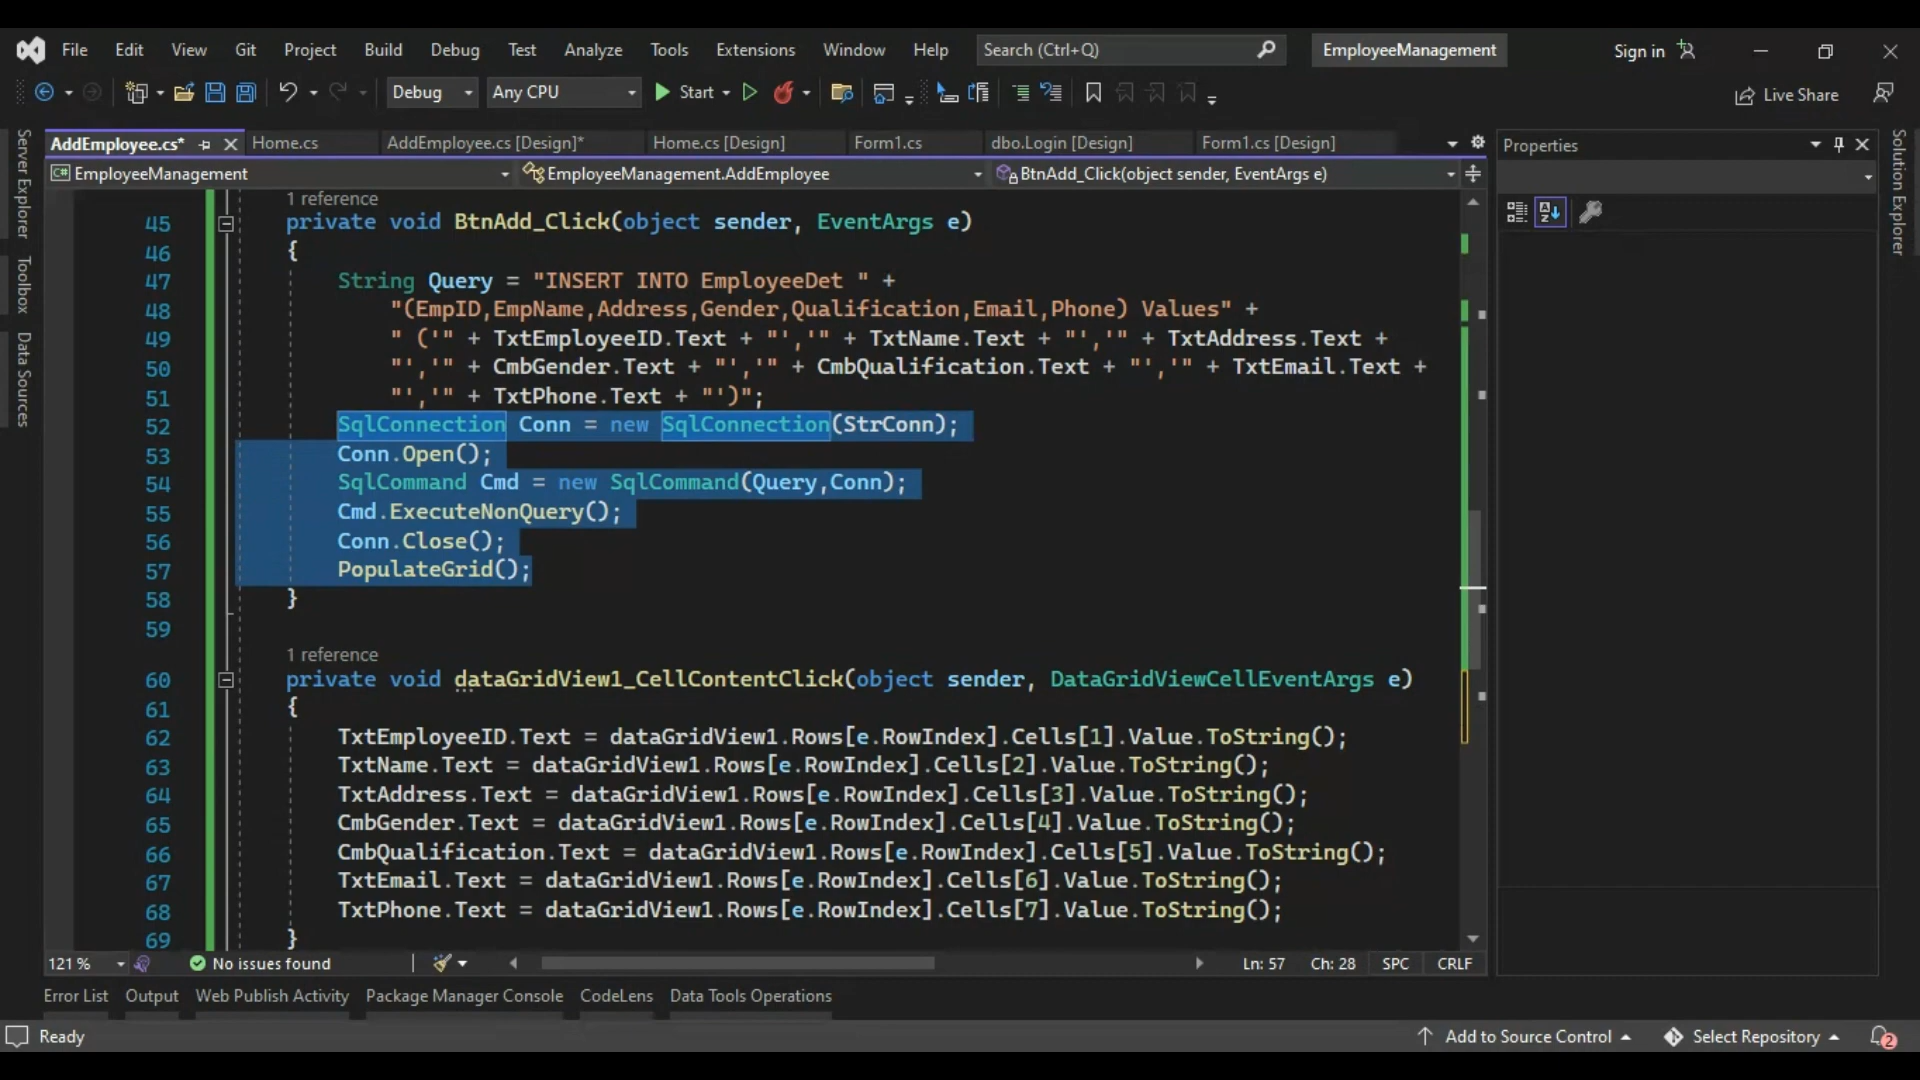 File Edit View Git Project Build Debug Test Analyze Tools Extensions Window Help Search (Ctrl+Q) EmployeeManagement Sign in
Debug Any CPU Start Live Share
AddEmployee.cs* Home.cs AddEmployee.cs [Design]* Home.cs [Design] Form1.cs dbo.Login [Design] Form1.cs [Design] Properties
EmployeeManagement EmployeeManagement.AddEmployee BtnAdd_Click(object sender, EventArgs e)
Server Explorer
Toolbox
Data Sources
Solution Explorer
1 reference
45 private void BtnAdd_Click(object sender, EventArgs e)
46 {
47 String Query = "INSERT INTO EmployeeDet " +
48 "(EmpID,EmpName,Address,Gender,Qualification,Email,Phone) Values" +
49 " ('" + TxtEmployeeID.Text + "','" + TxtName.Text + "','" + TxtAddress.Text +
50 "','" + CmbGender.Text + "','" + CmbQualification.Text + "','" + TxtEmail.Text +
51 "','" + TxtPhone.Text + "')";
52 SqlConnection Conn = new SqlConnection(StrConn);
53 Conn.Open();
54 SqlCommand Cmd = new SqlCommand(Query,Conn);
55 Cmd.ExecuteNonQuery();
56 Conn.Close();
57 PopulateGrid();
58 }
59
1 reference
60 private void dataGridView1_CellContentClick(object sender, DataGridViewCellEventArgs e)
61 {
62 TxtEmployeeID.Text = dataGridView1.Rows[e.RowIndex].Cells[1].Value.ToString();
63 TxtName.Text = dataGridView1.Rows[e.RowIndex].Cells[2].Value.ToString();
64 TxtAddress.Text = dataGridView1.Rows[e.RowIndex].Cells[3].Value.ToString();
65 CmbGender.Text = dataGridView1.Rows[e.RowIndex].Cells[4].Value.ToString();
66 CmbQualification.Text = dataGridView1.Rows[e.RowIndex].Cells[5].Value.ToString();
67 TxtEmail.Text = dataGridView1.Rows[e.RowIndex].Cells[6].Value.ToString();
68 TxtPhone.Text = dataGridView1.Rows[e.RowIndex].Cells[7].Value.ToString();
69 }
121 % No issues found Ln: 57 Ch: 28 SPC CRLF
Error List Output Web Publish Activity Package Manager Console CodeLens Data Tools Operations
Ready Add to Source Control Select Repository 2